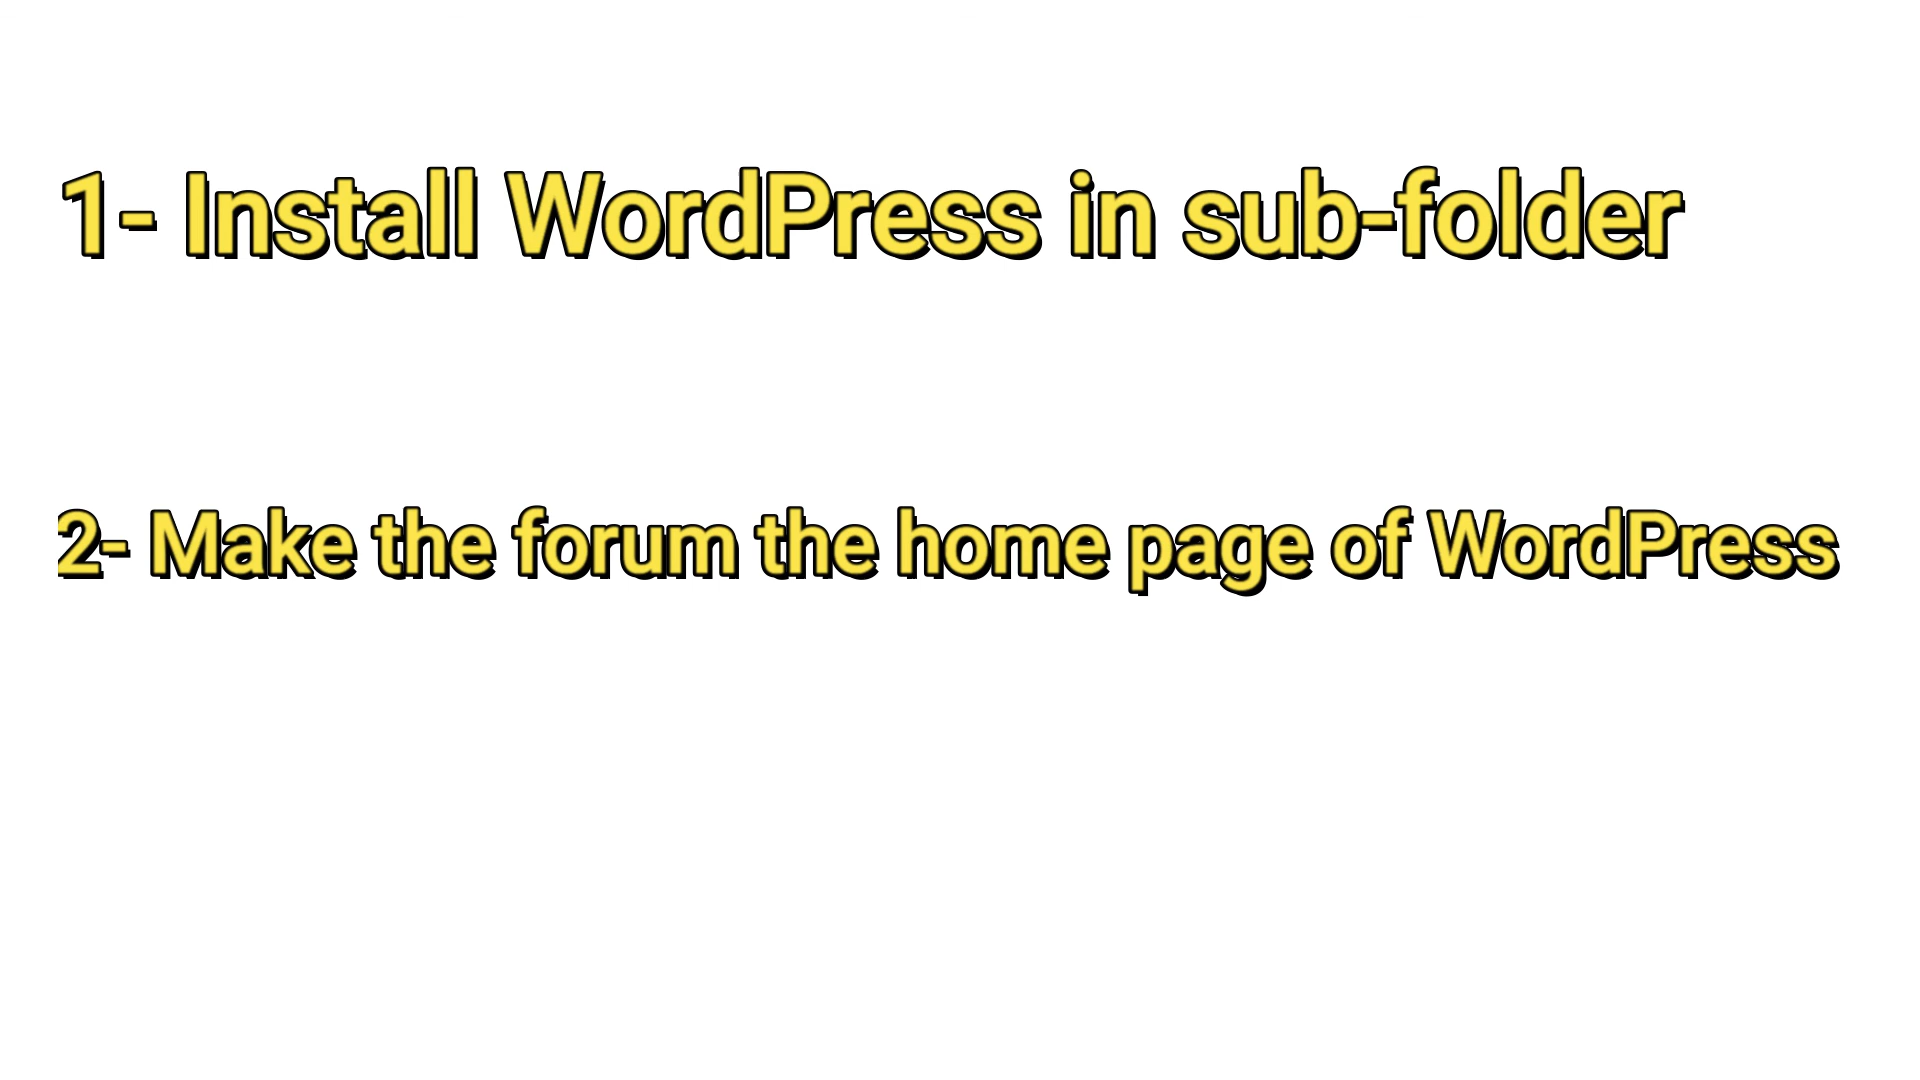 1- Install WordPress in sub-folder
2- Make the forum the home page of WordPress